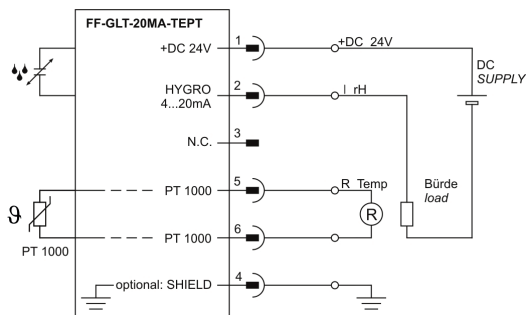 FF-GLT-20MA-TEPT
+DC 24V
1
+DC 24V
DC
SUPPLY
HYGRO
4...20mA
2
I rH
N.C.
3
PT 1000
5
R Temp
Bürde
load
R
ϑ
PT 1000
PT 1000
6
optional: SHIELD
4